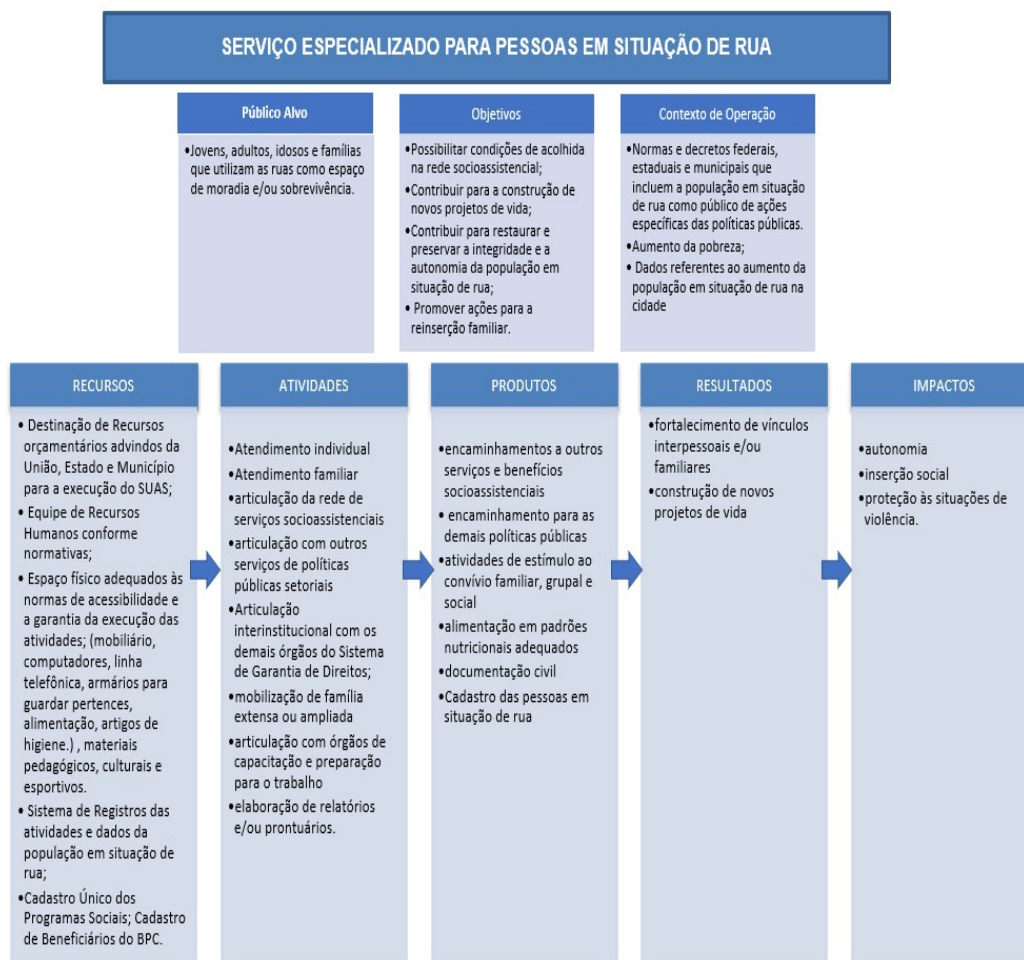 SERVIÇO ESPECIALIZADO PARA PESSOAS EM SITUAÇÃO DE RUA
Público Alvo
•Jovens, adultos, idosos e famílias
que utilizam as ruas como espaço
de moradia e/ou sobrevivência.
Objetivos
•Possibilitar condições de acolhida
na rede socioassistencial;
•Contribuir para a construção de
novos projetos de vida;
•Contribuir para restaurar e
preservar a integridade e a
autonomia da população em
situação de rua;
• Promover ações para a
reinserção familiar.
Contexto de Operação
•Normas e decretos federais,
estaduais e municipais que
incluem a população em situação
de rua como público de ações
específicas das políticas públicas.
•Aumento da pobreza;
• Dados referentes ao aumento da
população em situação de rua na
cidade
RECURSOS
• Destinação de Recursos
orçamentários advindos da
União, Estado e Município
para a execução do SUAS;
•Equipe de Recursos
Humanos conforme
normativas;
• Espaço físico adequados às
normas de acessibilidade e
a garantia da execução das
atividades; (mobiliário,
computadores, linha
telefônica, armários para
guardar pertences,
alimentação, artigos de
higiene.) , materiais
pedagógicos, culturais e
esportivos.
• Sistema de Registros das
atividades e dados da
população em situação de
rua;
•Cadastro Único dos
Programas Sociais; Cadastro
de Beneficiários do BPC.
ATIVIDADES
•Atendimento individual
•Atendimento familiar
•articulação da rede de
serviços socioassistenciais
•articulação com outros
serviços de políticas
públicas setoriais
•Articulação
interinstitucional com os
demais órgãos do Sistema
de Garantia de Direitos;
•mobilização de família
extensa ou ampliada
•articulação com órgãos de
capacitação e preparação
para o trabalho
•elaboração de relatórios
e/ou prontuários.
PRODUTOS
•encaminhamentos a outros
serviços e benefícios
socioassistenciais
• encaminhamento para as
demais políticas públicas
•atividades de estímulo ao
convívio familiar, grupal e
social
•alimentação em padrões
nutricionais adequados
•documentação civil
•Cadastro das pessoas em
situação de rua
RESULTADOS
•fortalecimento de vínculos
interpessoais e/ou
familiares
•construção de novos
projetos de vida
IMPACTOS
•autonomia
•inserção social
•proteção às situações de
violência.